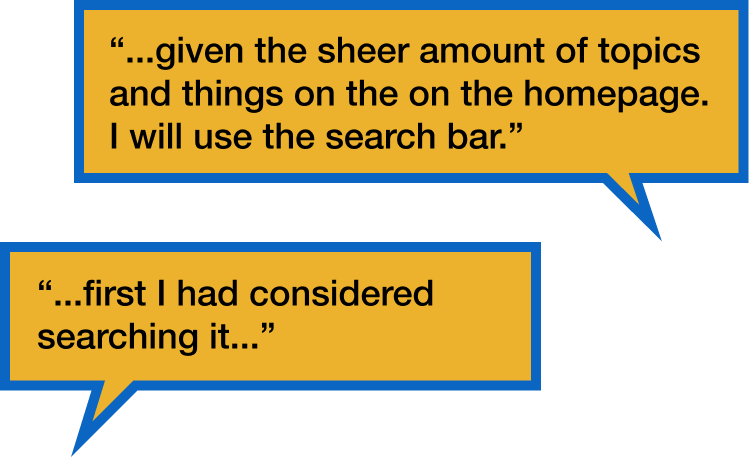 “...given the sheer amount of topics
and things on the on the homepage.
I will use the search bar.”
“...first I had considered
searching it...”